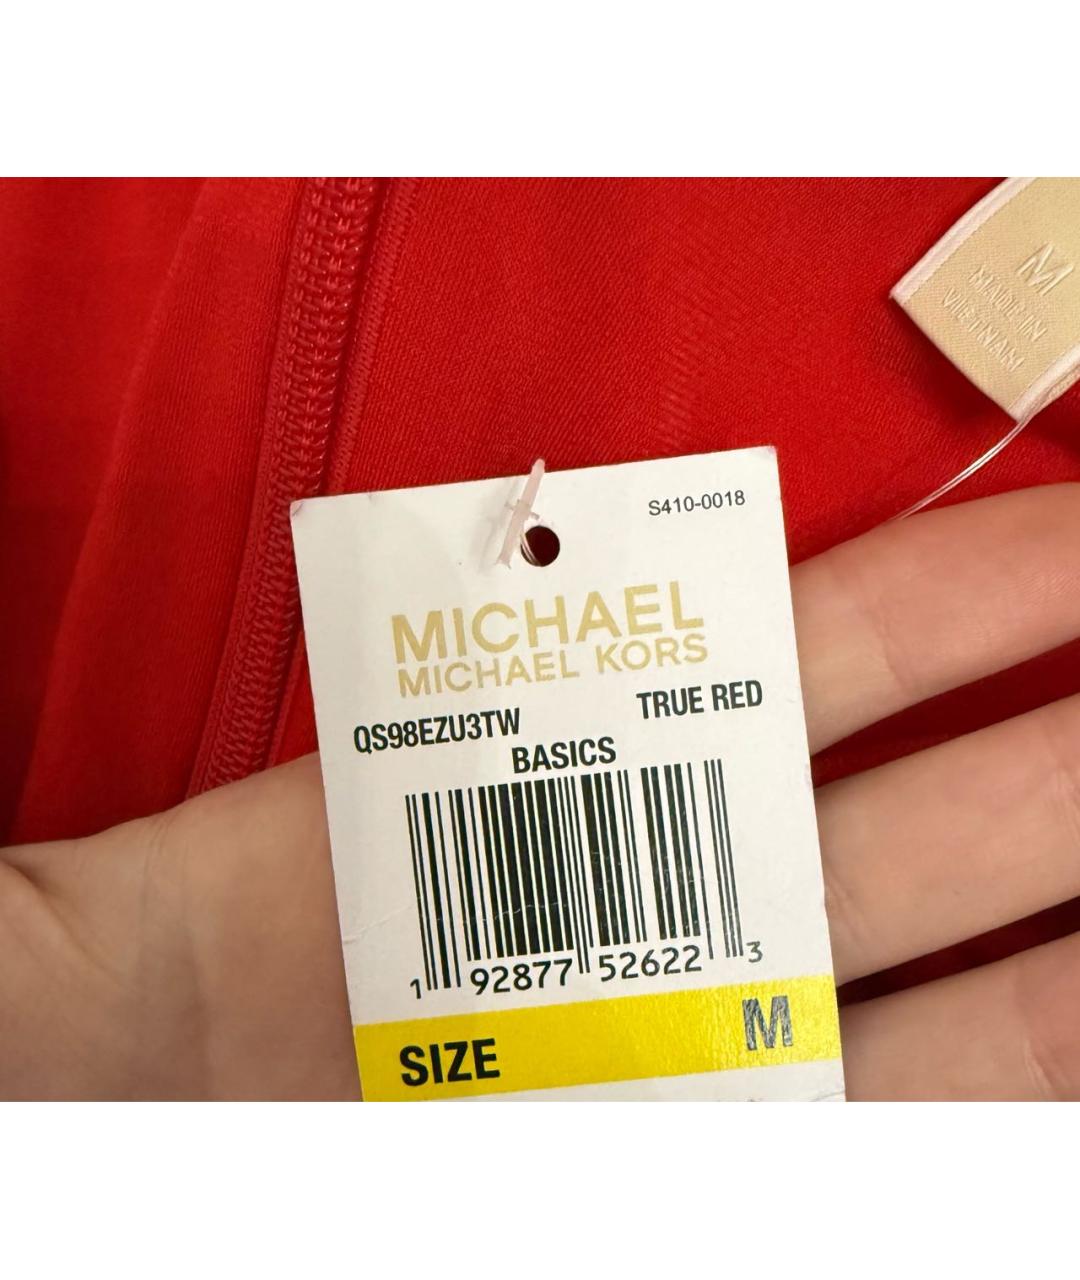 M
MADE IN
VIETNAM
S410-0018
MICHAEL
MICHAEL KORS
QS98EZU3TW TRUE RED
BASICS
1 92877 52622 3
SIZE M